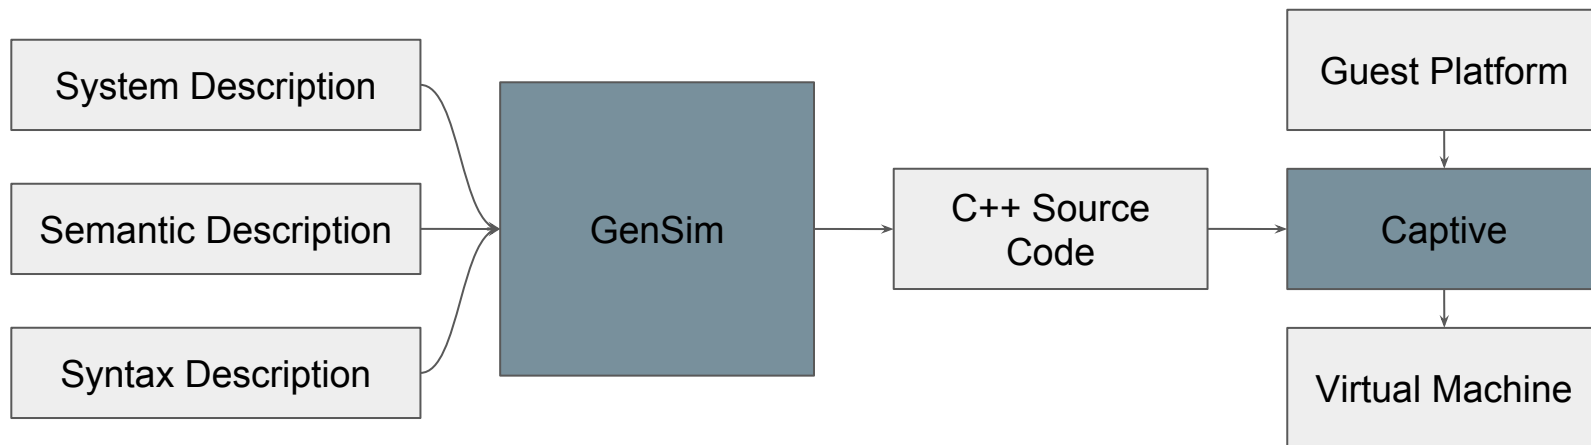 System Description
Semantic Description
Syntax Description
GenSim
C++ Source
Code
Guest Platform
Captive
Virtual Machine